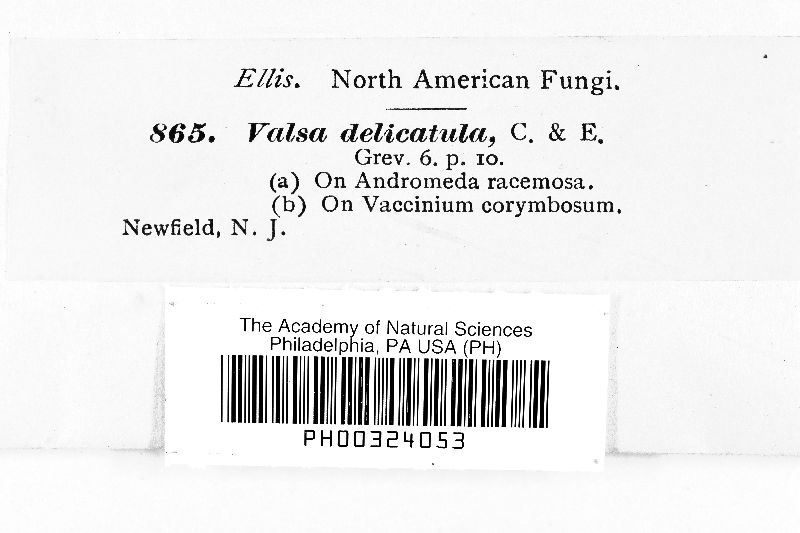 Ellis. North American Fungi.
865. Valsa delicatula, C. & E.
Grev. 6. p. 10.
(a) On Andromeda racemosa.
(b) On Vaccinium corymbosum.
Newfield, N. J.
The Academy of Natural Sciences
Philadelphia, PA USA (PH)
PH00324053